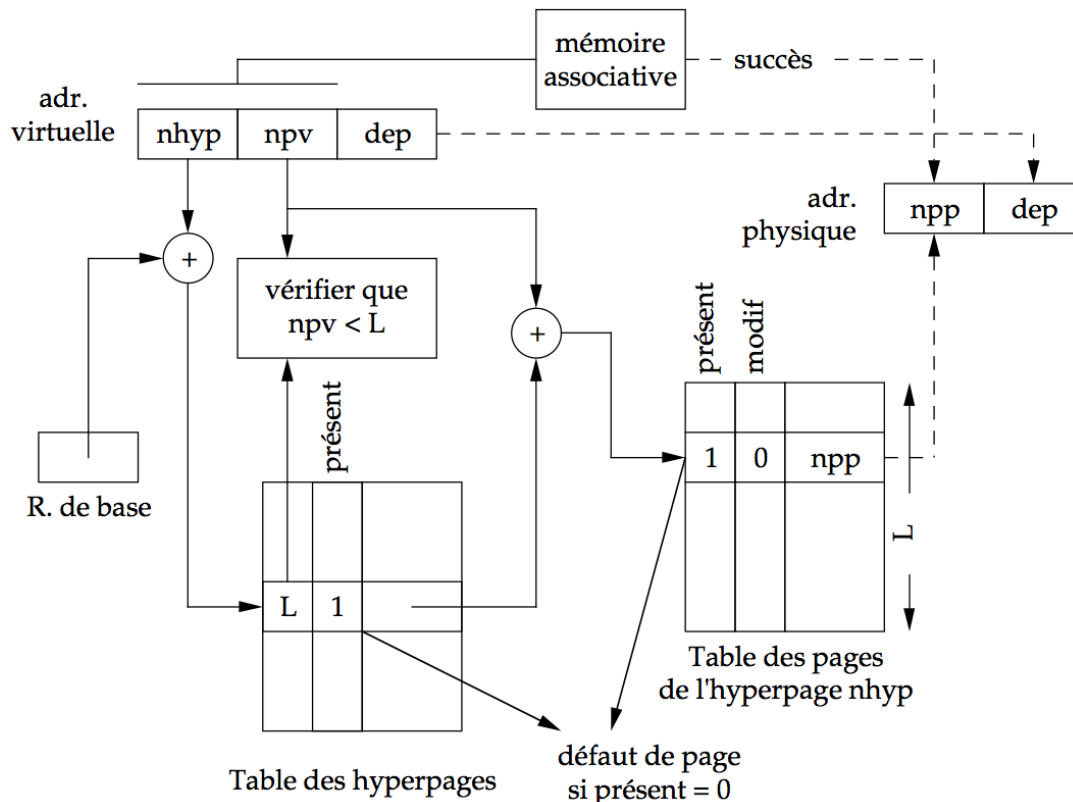 mémoire
associative
succès
adr.
virtuelle
nhyp
npv
dep
adr.
physique
npp
dep
+
vérifier que
npv < L
+
présent
modif
présent
R. de base
1
0
npp
L
L
1
Table des pages
de l'hyperpage nhyp
Table des hyperpages
défaut de page
si présent = 0